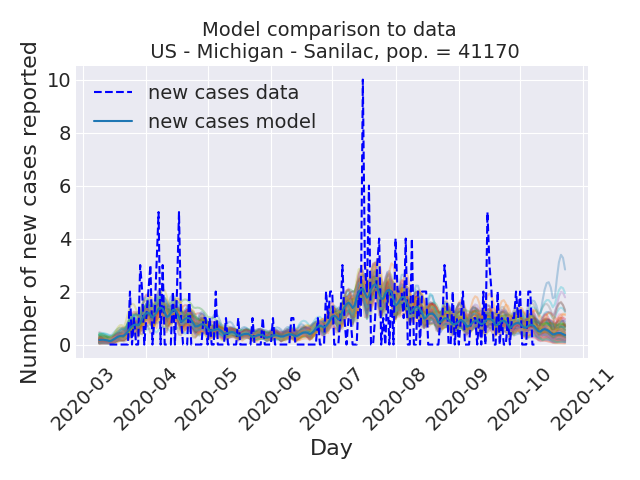 Model comparison to data
US - Michigan - Sanilac, pop. = 41170
Number of new cases reported
10
8
6
4
2
0
new cases data
new cases model
2020-03
2020-04
2020-05
2020-06
2020-07
2020-08
2020-09
2020-10
2020-11
Day